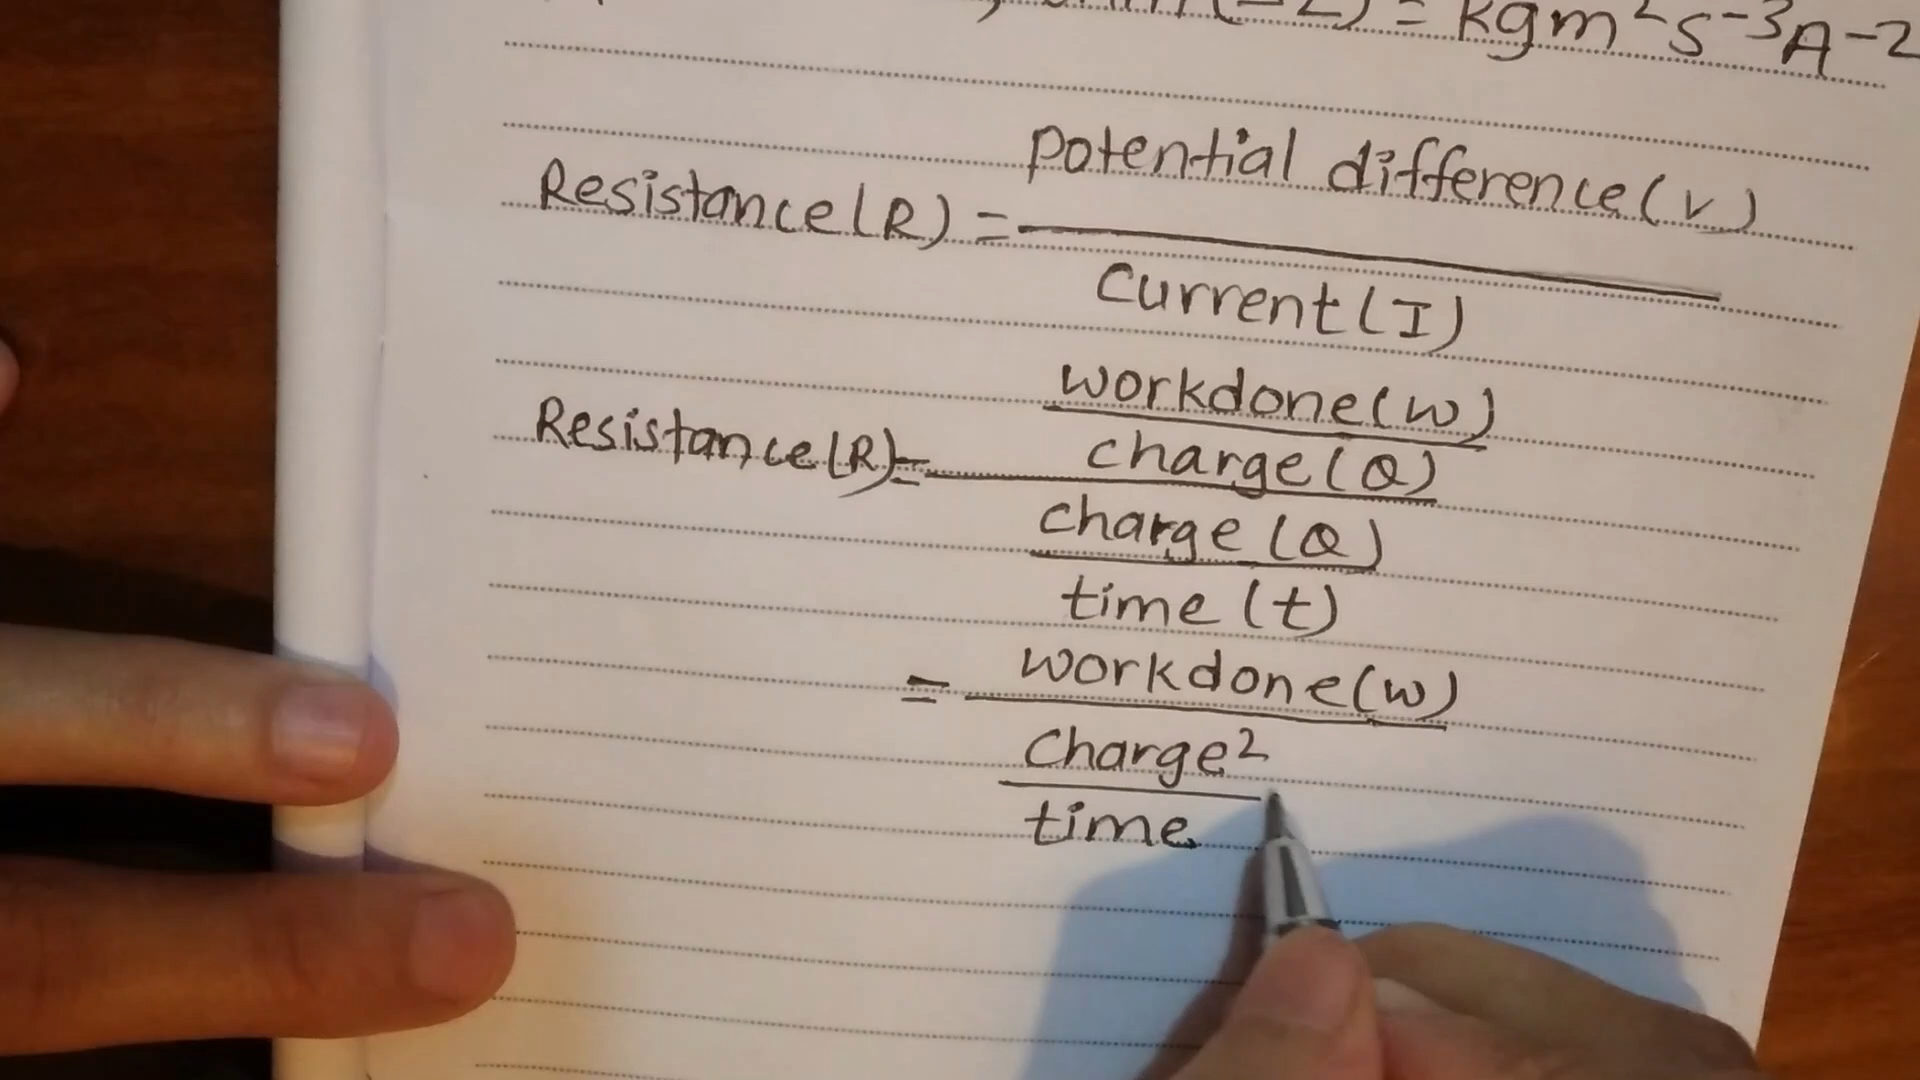 = kgm²s⁻³A⁻²
Potential difference(V)
Resistance(R)=
Current(I)
workdone(w)
Resistance(R)=
charge(Q)
charge(Q)
time(t)
workdone(w)
=
Charge²
time